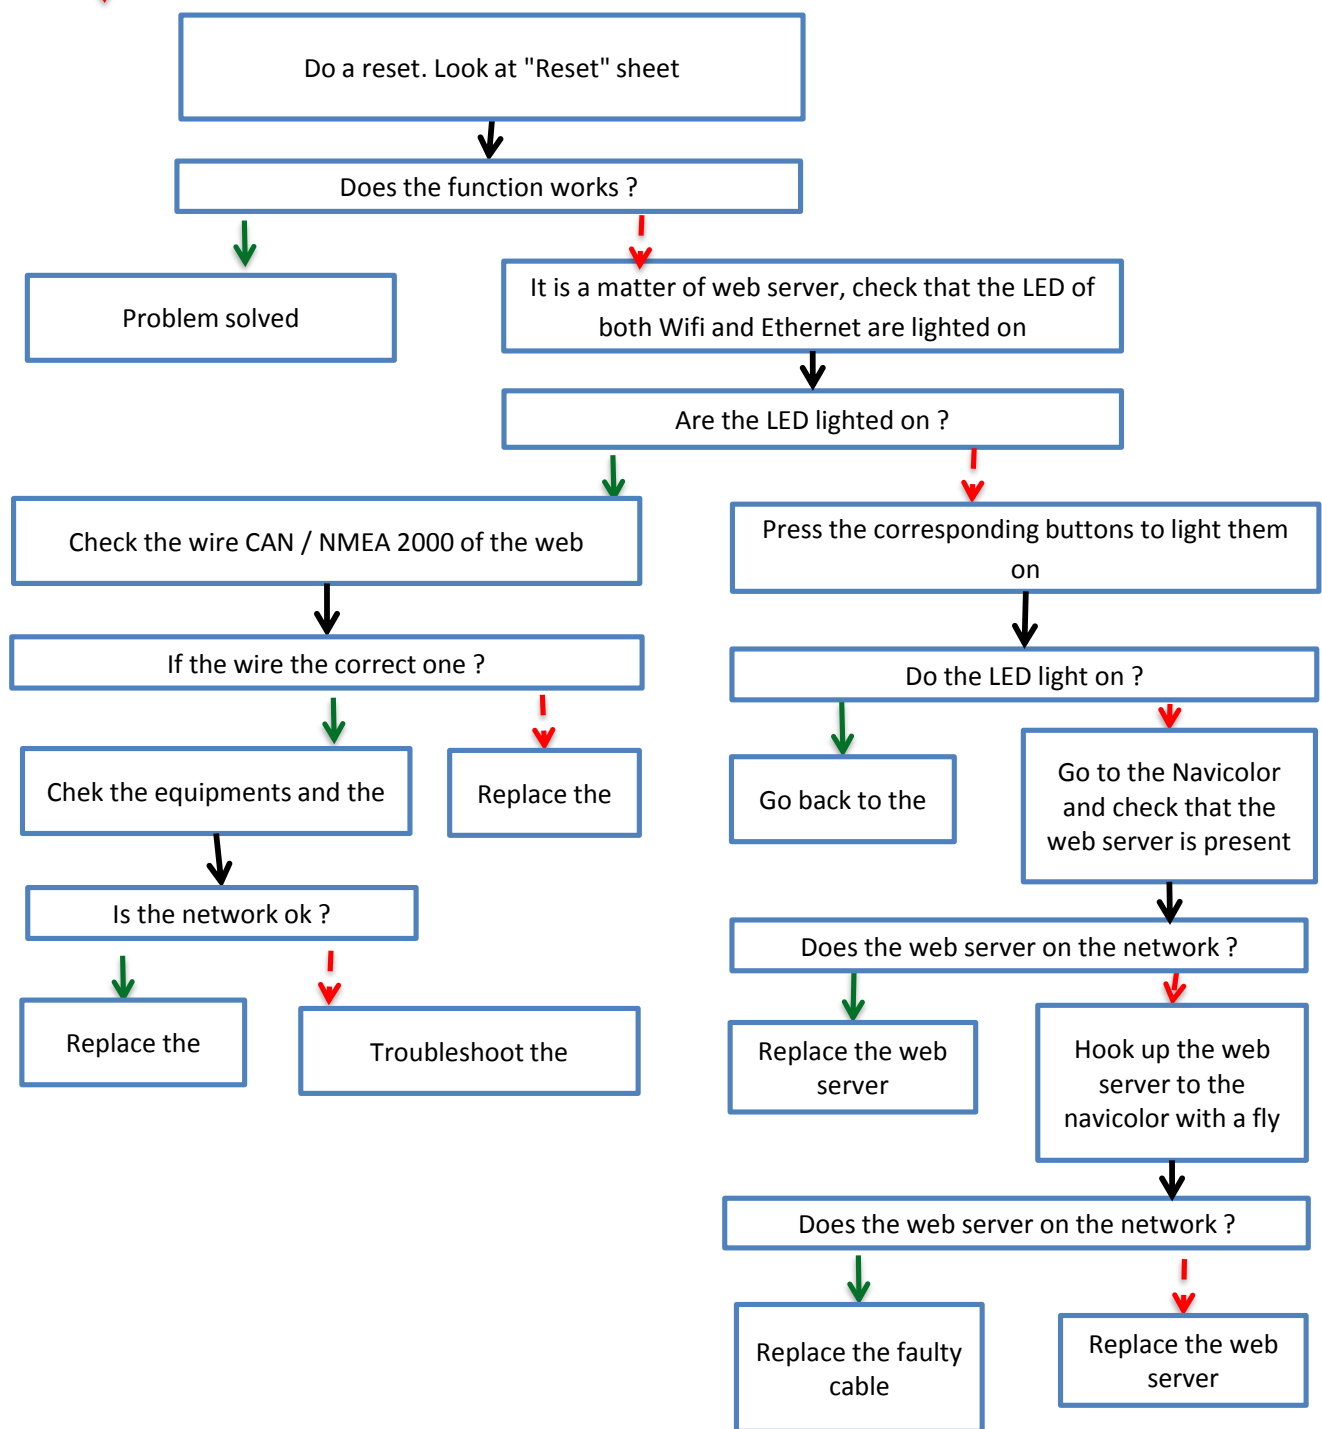 Do a reset. Look at "Reset" sheet
Does the function works ?
Problem solved
It is a matter of web server, check that the LED of
both Wifi and Ethernet are lighted on
Are the LED lighted on ?
Check the wire CAN / NMEA 2000 of the web
Press the corresponding buttons to light them
on
If the wire the correct one ?
Do the LED light on ?
Chek the equipments and the
Replace the
Go back to the
Go to the Navicolor
and check that the
web server is present
Is the network ok ?
Does the web server on the network ?
Replace the
Troubleshoot the
Replace the web
server
Hook up the web
server to the
navicolor with a fly
Does the web server on the network ?
Replace the faulty
cable
Replace the web
server